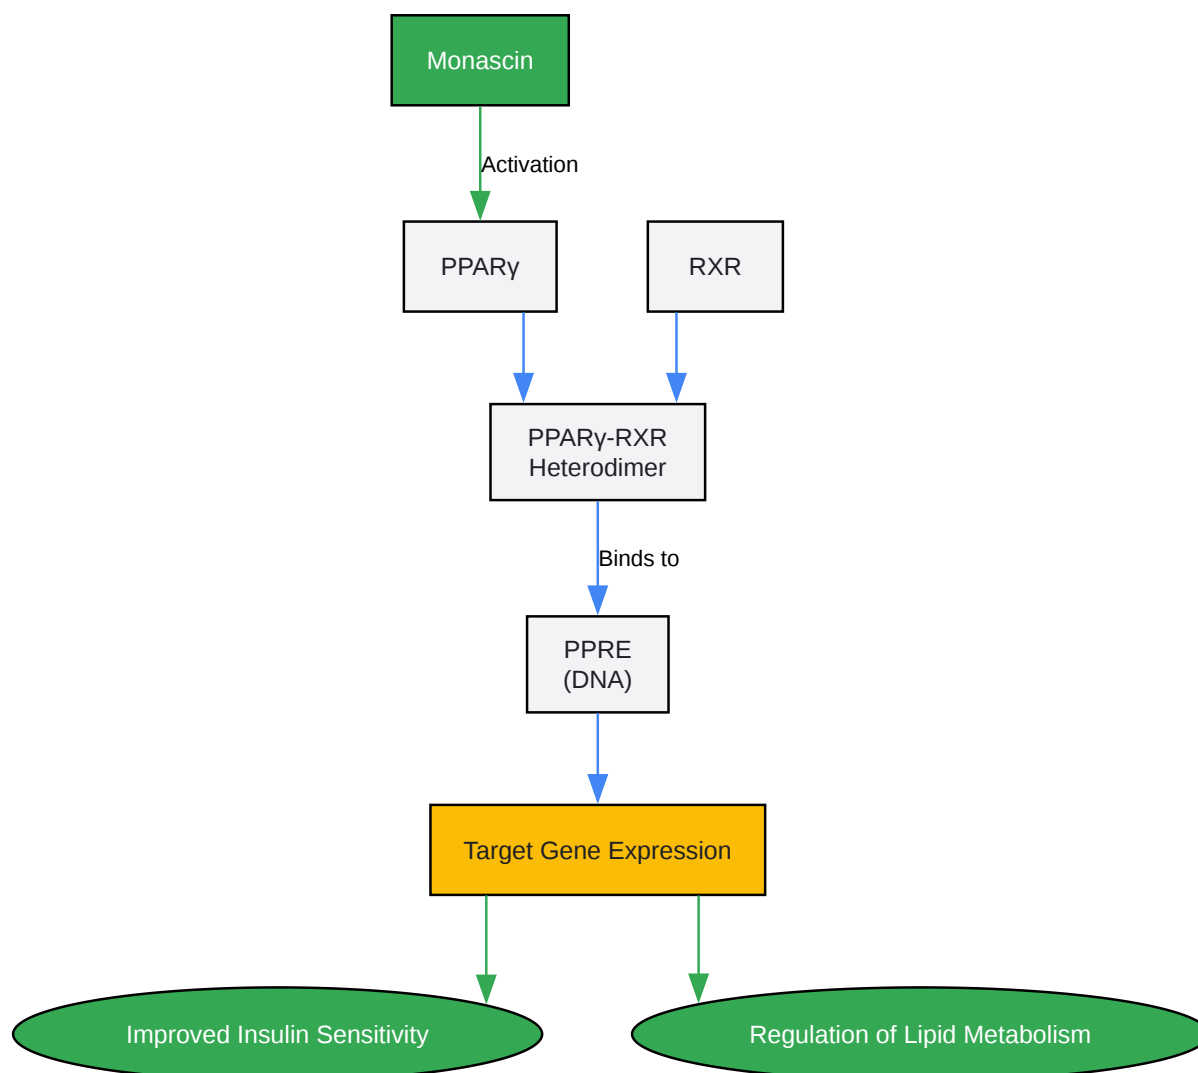 Monascin
Activation
PPARγ
RXR
PPARγ-RXR
Heterodimer
Binds to
PPRE
(DNA)
Target Gene Expression
Improved Insulin Sensitivity
Regulation of Lipid Metabolism